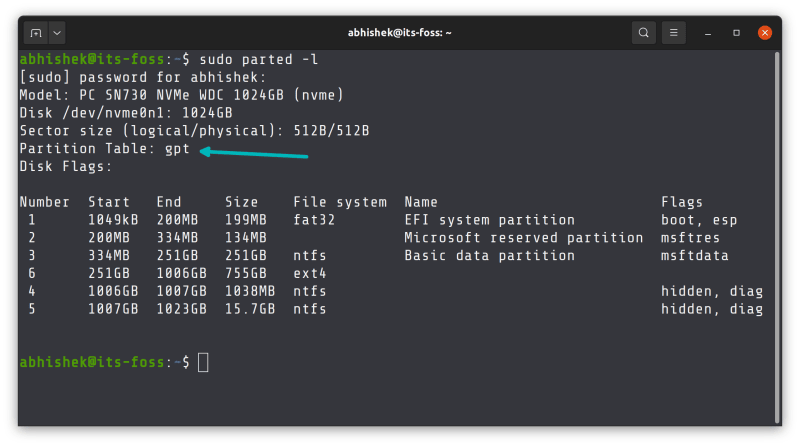 abhishek@its-foss: ~
abhishek@its-foss:~$ sudo parted -l
[sudo] password for abhishek:
Model: PC SN730 NVMe WDC 1024GB (nvme)
Disk /dev/nvme0n1: 1024GB
Sector size (logical/physical): 512B/512B
Partition Table: gpt
Disk Flags:
Number  Start   End     Size    File system  Name                          Flags
 1      1049kB  200MB   199MB   fat32        EFI system partition          boot, esp
 2      200MB   334MB   134MB                Microsoft reserved partition  msftres
 3      334MB   251GB   251GB   ntfs         Basic data partition          msftdata
 6      251GB   1006GB  755GB   ext4
 4      1006GB  1007GB  1038MB  ntfs                                       hidden, diag
 5      1007GB  1023GB  15.7GB  ntfs                                       hidden, diag
abhishek@its-foss:~$